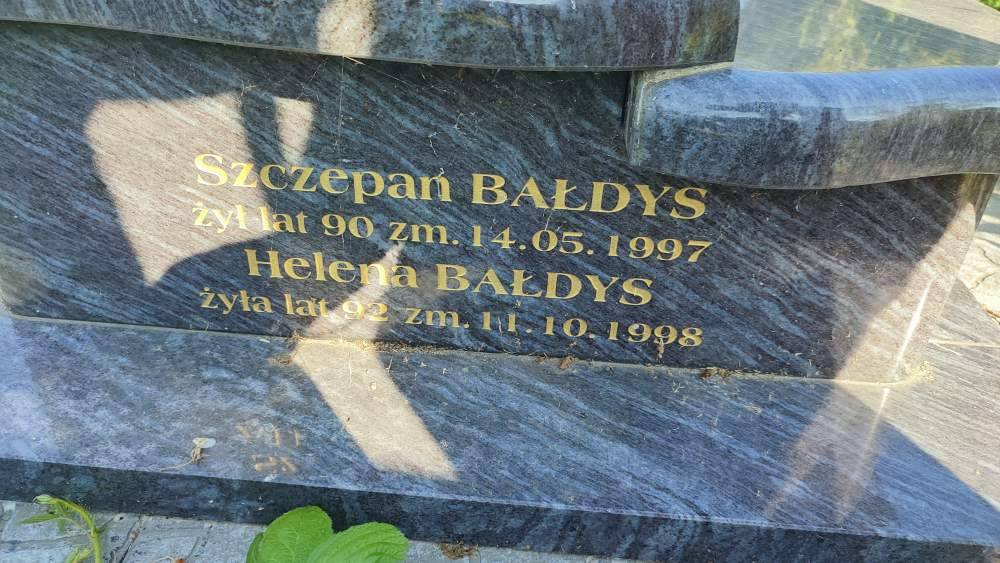 Szczepan BAŁDYS
żył lat 90 zm. 14.05.1997
Helena BAŁDYS
żyła lat 92 zm. 11.10.1998